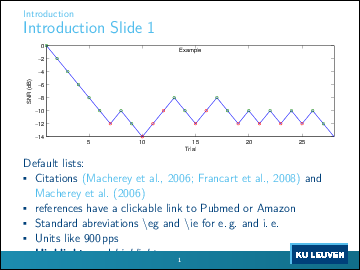 Introduction
Introduction Slide 1
Example
0
−2
−4
−6
−8
−10
−12
−14
SNR (dB)
5
10
15
20
25
Trial
Default lists:
▪ Citations (Macherey et al., 2006; Francart et al., 2008) and
Macherey et al. (2006)
▪ references have a clickable link to Pubmed or Amazon
▪ Standard abreviations \eg and \ie for e. g. and i. e.
▪ Units like 900 pps
KU LEUVEN
1